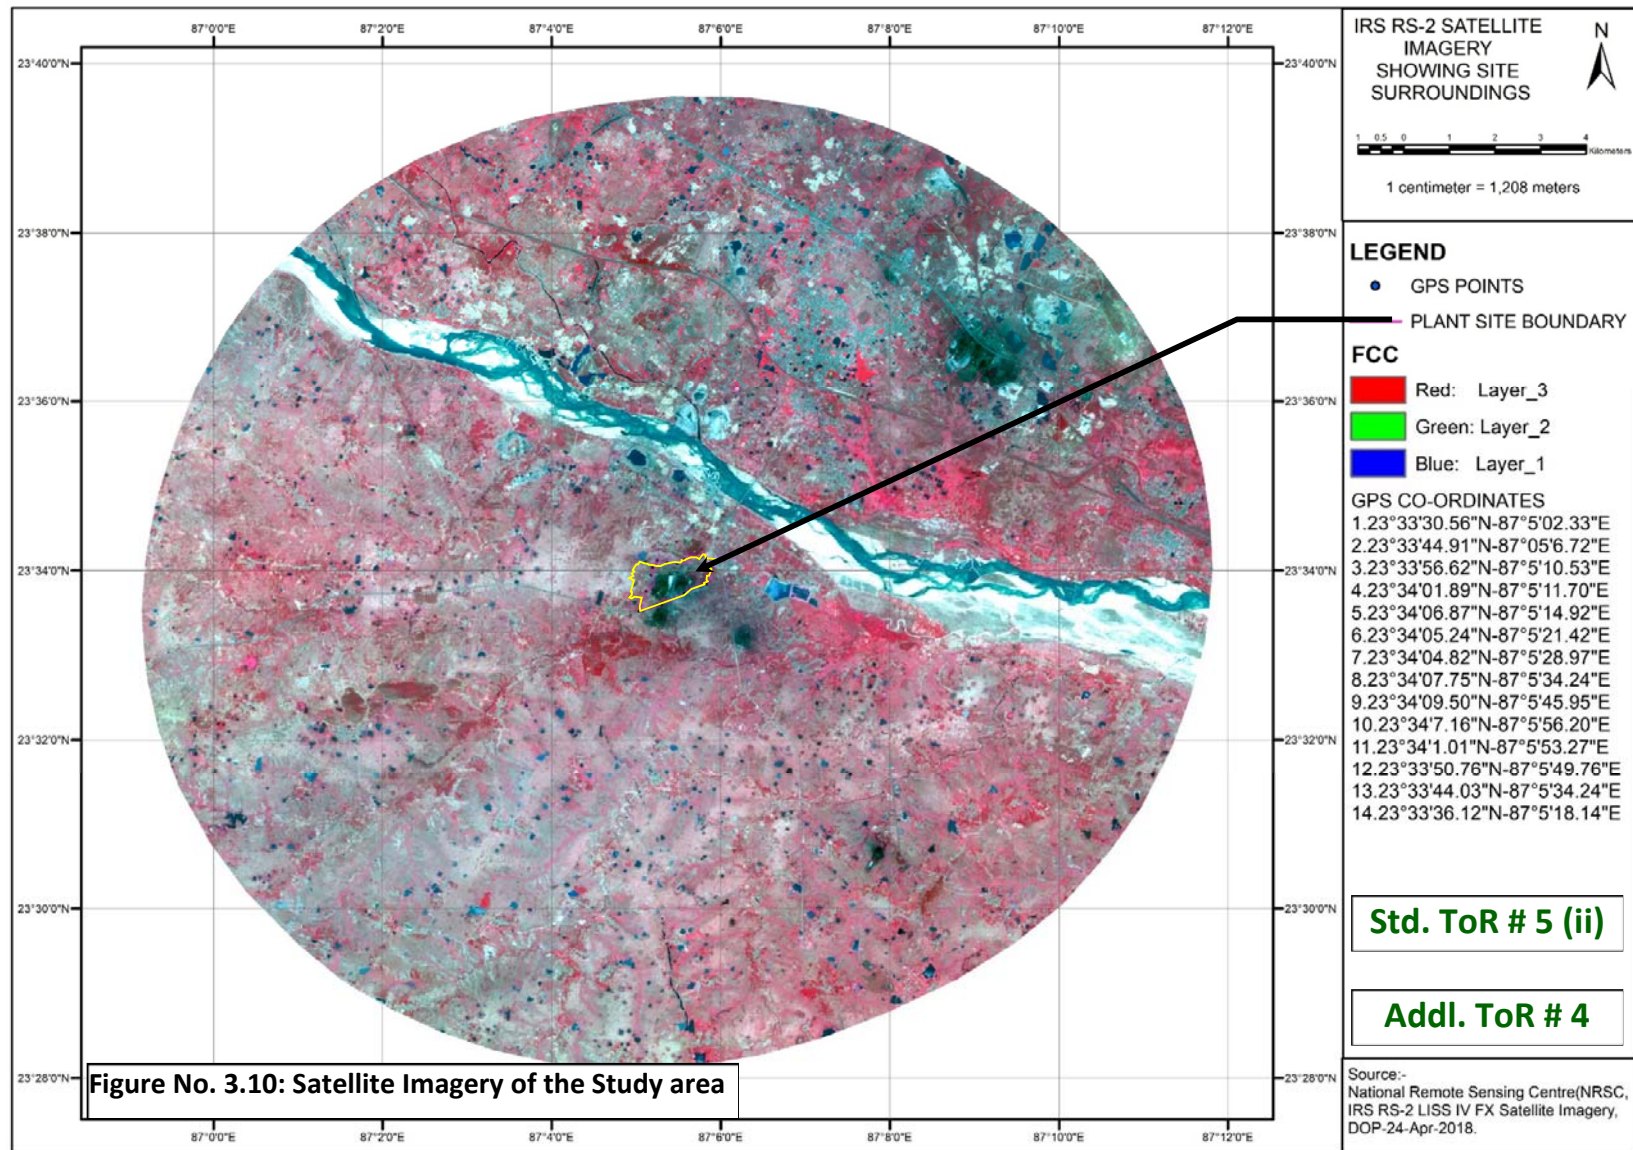 87°0'0"E 87°2'0"E 87°4'0"E 87°6'0"E 87°8'0"E 87°10'0"E 87°12'0"E
23°40'0"N 23°40'0"N
23°38'0"N 23°38'0"N
23°36'0"N 23°36'0"N
23°34'0"N 23°34'0"N
23°32'0"N 23°32'0"N
23°30'0"N 23°30'0"N
23°28'0"N 23°28'0"N
Figure No. 3.10: Satellite Imagery of the Study area
87°0'0"E 87°2'0"E 87°4'0"E 87°6'0"E 87°8'0"E 87°10'0"E 87°12'0"E
IRS RS-2 SATELLITE
IMAGERY
SHOWING SITE
SURROUNDINGS
N
1 0.5 0 1 2 3 4
Kilometers
1 centimeter = 1,208 meters
LEGEND
GPS POINTS
PLANT SITE BOUNDARY
FCC
Red: Layer_3
Green: Layer_2
Blue: Layer_1
GPS CO-ORDINATES
1.23°33'30.56"N-87°5'02.33"E
2.23°33'44.91"N-87°05'6.72"E
3.23°33'56.62"N-87°5'10.53"E
4.23°34'01.89"N-87°5'11.70"E
5.23°34'06.87"N-87°5'14.92"E
6.23°34'05.24"N-87°5'21.42"E
7.23°34'04.82"N-87°5'28.97"E
8.23°34'07.75"N-87°5'34.24"E
9.23°34'09.50"N-87°5'45.95"E
10.23°34'7.16"N-87°5'56.20"E
11.23°34'1.01"N-87°5'53.27"E
12.23°33'50.76"N-87°5'49.76"E
13.23°33'44.03"N-87°5'34.24"E
14.23°33'36.12"N-87°5'18.14"E
Std. ToR # 5 (ii)
Addl. ToR # 4
Source:-
National Remote Sensing Centre(NRSC,
IRS RS-2 LISS IV FX Satellite Imagery,
DOP-24-Apr-2018.